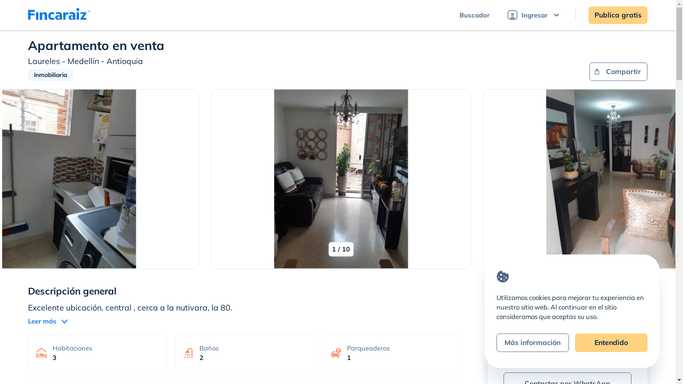 Fincaraiz
Buscador
Ingresar
Publica gratis
Apartamento en venta
Laureles - Medellín - Antioquia
Inmobiliaria
Compartir
1 / 10
Descripción general
Excelente ubicación, central , cerca a la nutivara, la 80.
Leer más
Habitaciones
3
Baños
2
Parqueaderos
1
Utilizamos cookies para mejorar tu experiencia en
nuestro sitio web. Al continuar en el sitio
consideramos que aceptas su uso.
Más información
Entendido
Contactar por WhatsApp